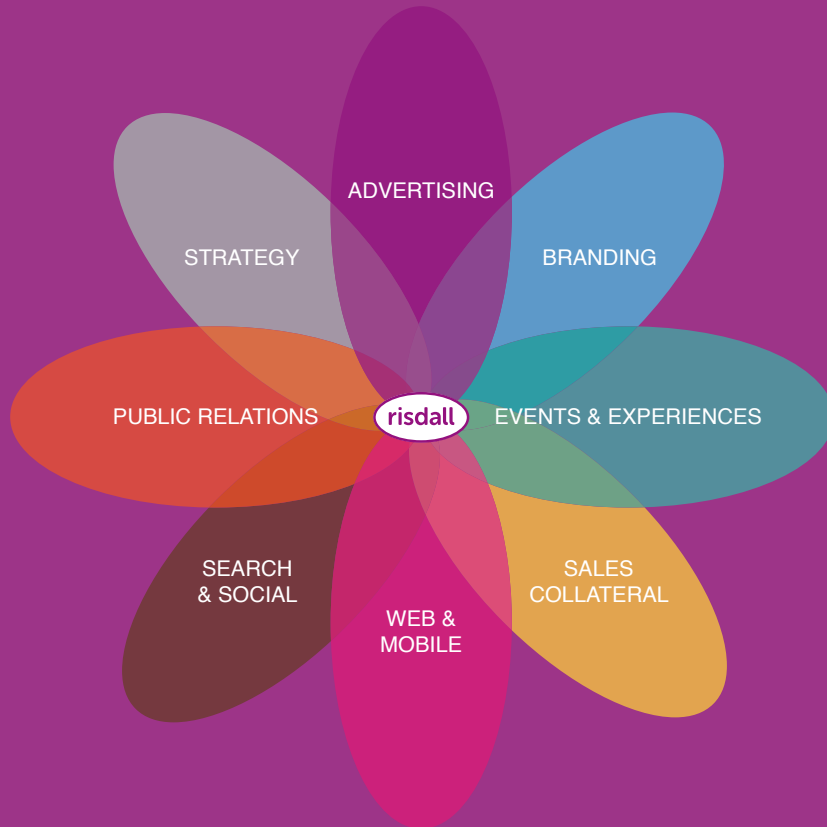 ADVERTISING
STRATEGY
BRANDING
PUBLIC RELATIONS
risdall
EVENTS & EXPERIENCES
SEARCH
& SOCIAL
SALES
COLLATERAL
WEB &
MOBILE